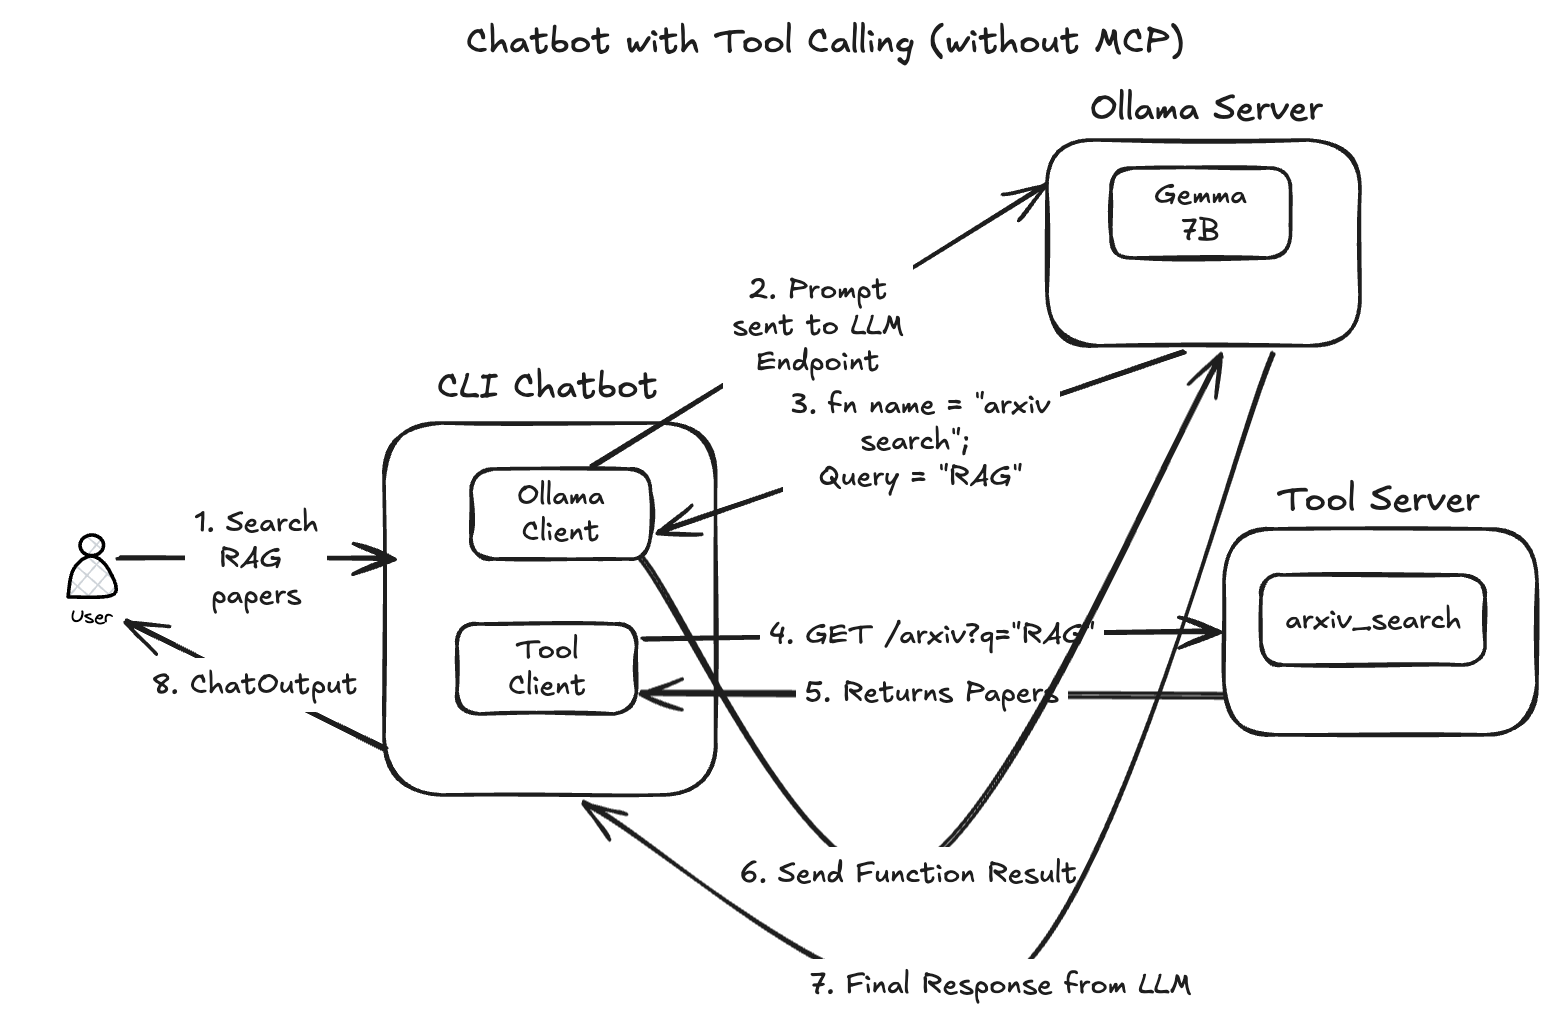 Chatbot with Tool Calling (without MCP)
Ollama Server
Gemma
7B
2. Prompt
sent to LLM
Endpoint
CLI Chatbot
3. fn name = "arxiv
search";
Query = "RAG"
Ollama
Client
Tool Server
1. Search
RAG
papers
User
arxiv_search
Tool
Client
4. GET /arxiv?q="RAG"
5. Returns Papers
8. ChatOutput
6. Send Function Result
7. Final Response from LLM